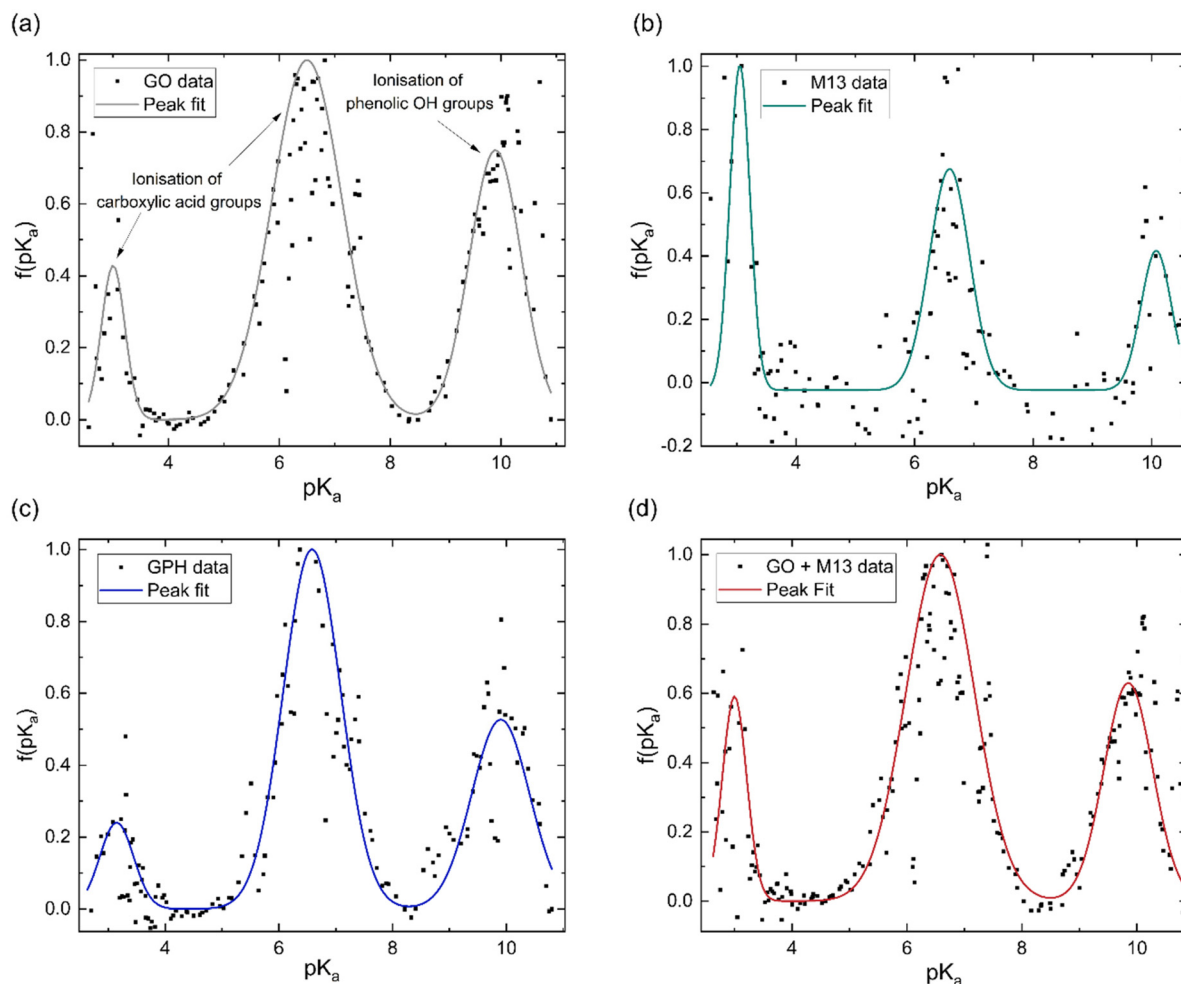 (a)
GO data
Peak fit
Ionisation of
phenolic OH groups
Ionisation of
carboxylic acid groups
f(pKₐ)
1.0
0.8
0.6
0.4
0.2
0.0
4 6 8 10
pKₐ
(b)
M13 data
Peak fit
f(pKₐ)
1.0
0.8
0.6
0.4
0.2
0.0
-0.2
4 6 8 10
pKₐ
(c)
GPH data
Peak fit
f(pKₐ)
1.0
0.8
0.6
0.4
0.2
0.0
4 6 8 10
pKₐ
(d)
GO + M13 data
Peak Fit
f(pKₐ)
1.0
0.8
0.6
0.4
0.2
0.0
4 6 8 10
pKₐ